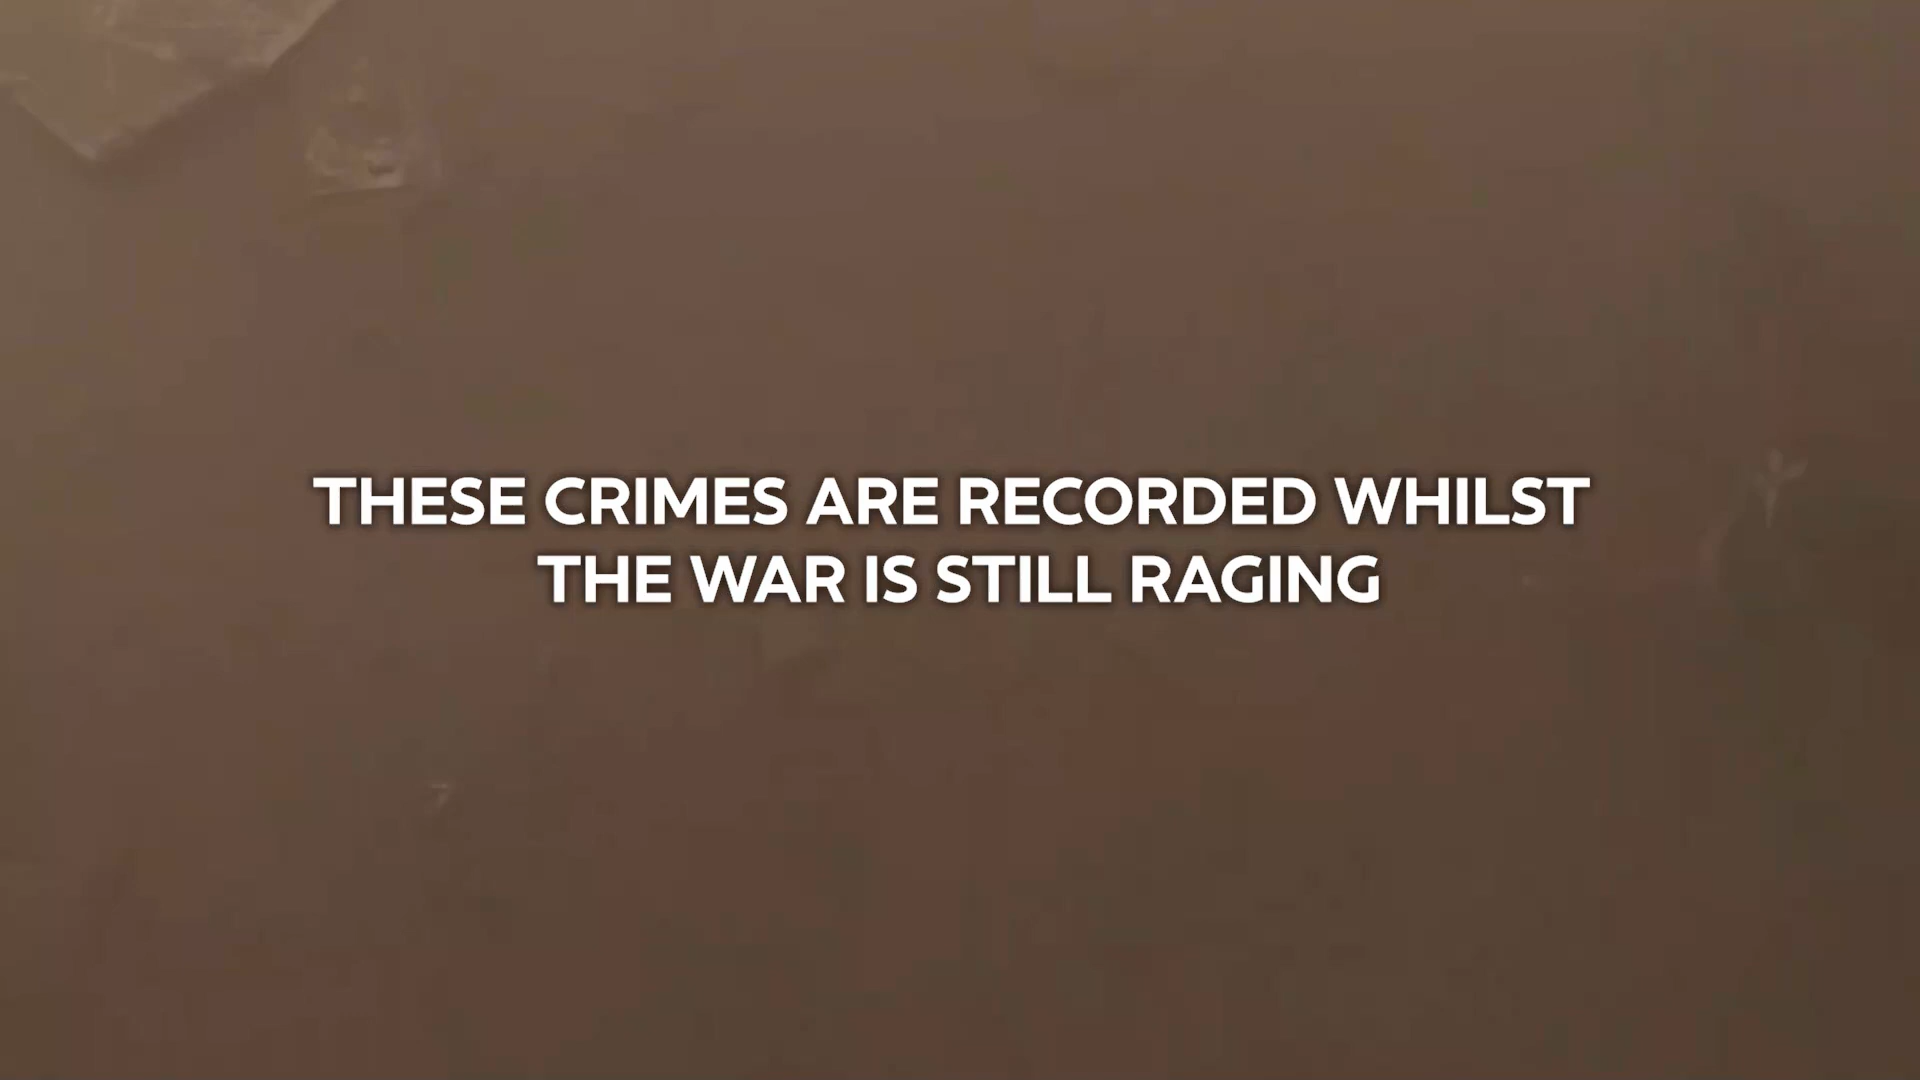 THESE CRIMES ARE RECORDED WHILST
THE WAR IS STILL RAGING